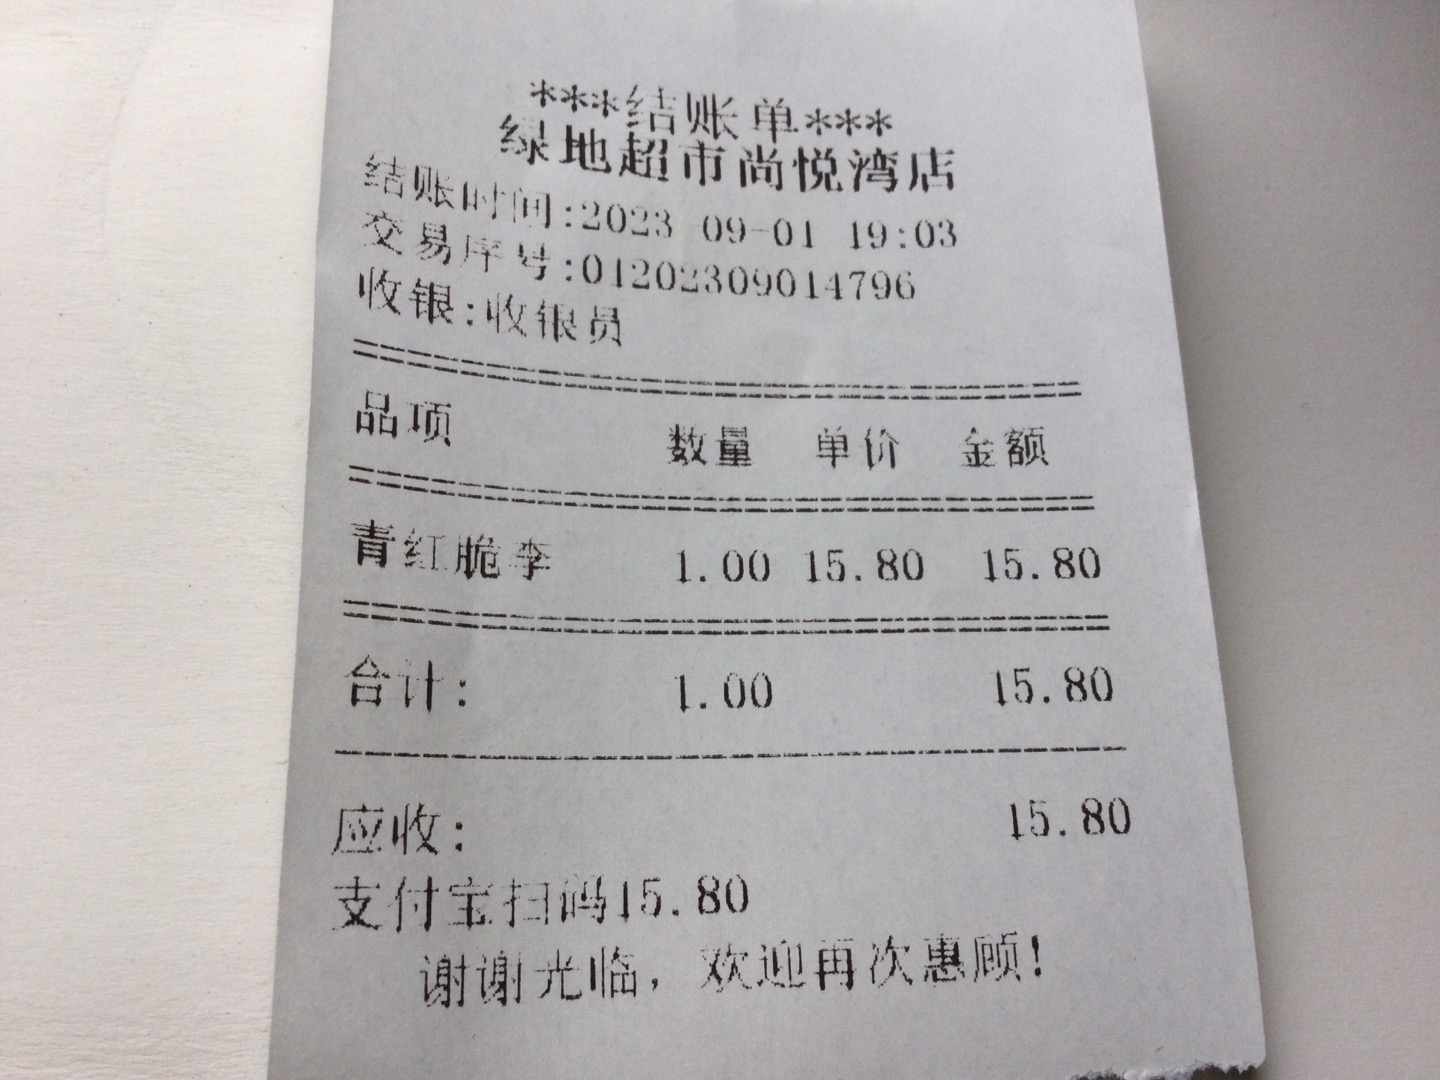 ***结账单***
绿地超市尚悦湾店
结账时间:2023 09-01 19:03
交易序号:012023090​14796
收银:收银员
品项 数量 单价 金额
青红脆李 1.00 15.80 15.80
合计: 1.00 15.80
应收: 15.80
支付宝扫码15.80
谢谢光临，欢迎再次惠顾!